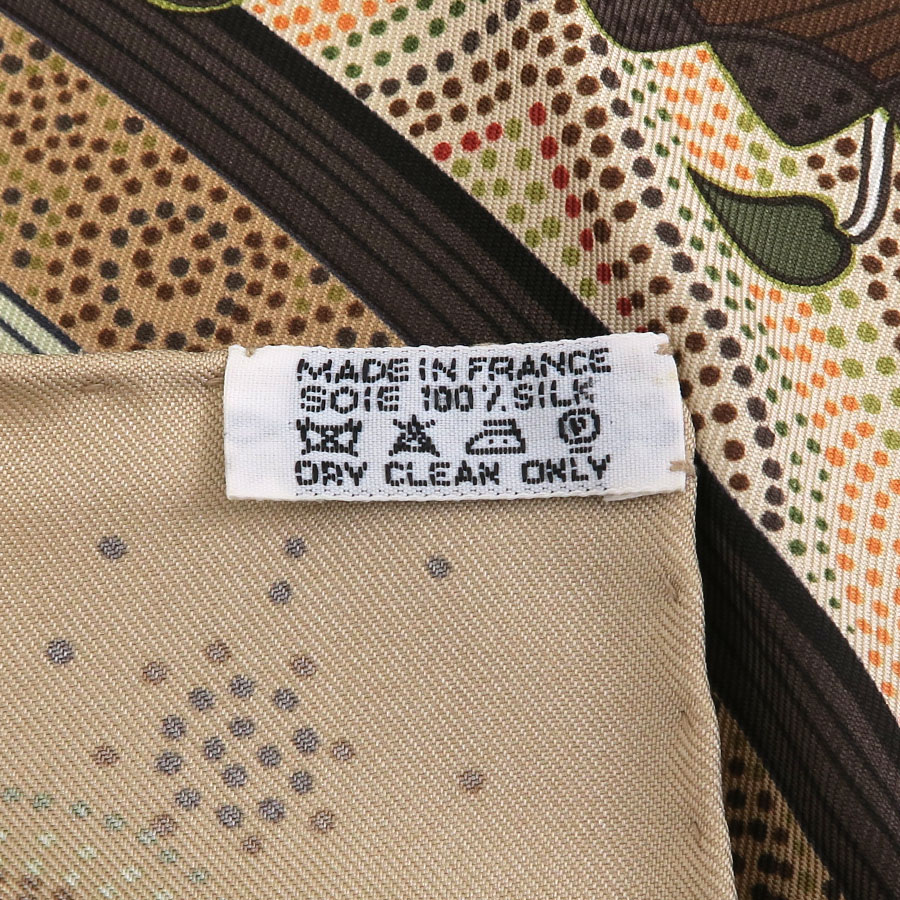 MADE IN FRANCE
SOIE 100% SILK
P
DRY CLEAN ONLY